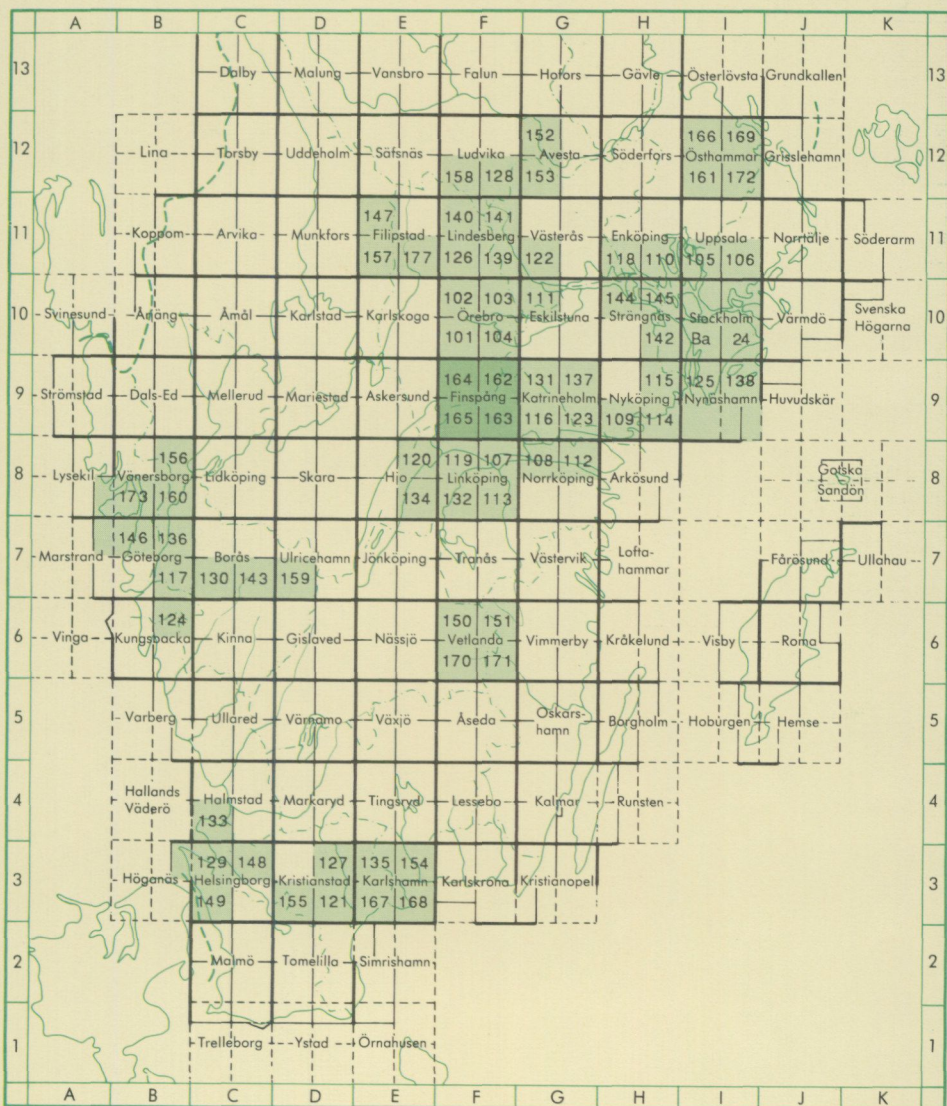 A B C D E F G H I J K
13 Dalby Malung Vansbro Falun Hofors Gävle Österlövsta Grundkallen 13
152 166 169
12 Lina Torsby Uddeholm Säfsnäs Ludvika Avesta Söderfors Östhammar Grisslehamn 12
158 128 153 161 172
147 140 141
11 Koppom Arvika Munkfors Filipstad Lindesberg Västerås Enköping Uppsala Norrtälje Söderarm 11
157 177 126 139 122 118 110 105 106
102 103 111 144 145
10 Svinesund Årjäng Åmål Karlstad Karlskoga Örebro Eskilstuna Strängnäs Stockholm Värmdö Svenska Högarna 10
101 104 142 Ba 24
164 162 131 137 115 125 138
9 Strömstad Dals-Ed Mellerud Mariestad Askersund Finspång Katrineholm Nyköping Nynäshamn Huvudskär 9
165 163 116 123 109 114
156 120 119 107 108 112
8 Lysekil Vänersborg Lidköping Skara Hjo Linköping Norrköping Arkösund Gotska Sandön 8
173 160 134 132 113
146 136
7 Marstrand Göteborg Borås Ulricehamn Jönköping Tranås Västervik Lofta-hammar Fårösund Ullahau 7
117 130 143 159
124 150 151
6 Vinga Kungsbacka Kinna Gislaved Nässjö Vetlanda Vimmerby Kråkelund Visby Roma 6
170 171
5 Varberg Ullared Värnamo Växjö Åseda Oskars-hamn Borgholm Hoburgen Hemse 5
4 Hallands Väderö Halmstad Markaryd Tingsryd Lessebo Kalmar Runsten 4
133
129 148 127 135 154
3 Höganäs Helsingborg Kristianstad Karlshamn Karlskrona Kristianopel 3
149 155 121 167 168
2 Malmö Tomelilla Simrishamn 2
1 Trelleborg Ystad Örnahusen 1
A B C D E F G H I J K